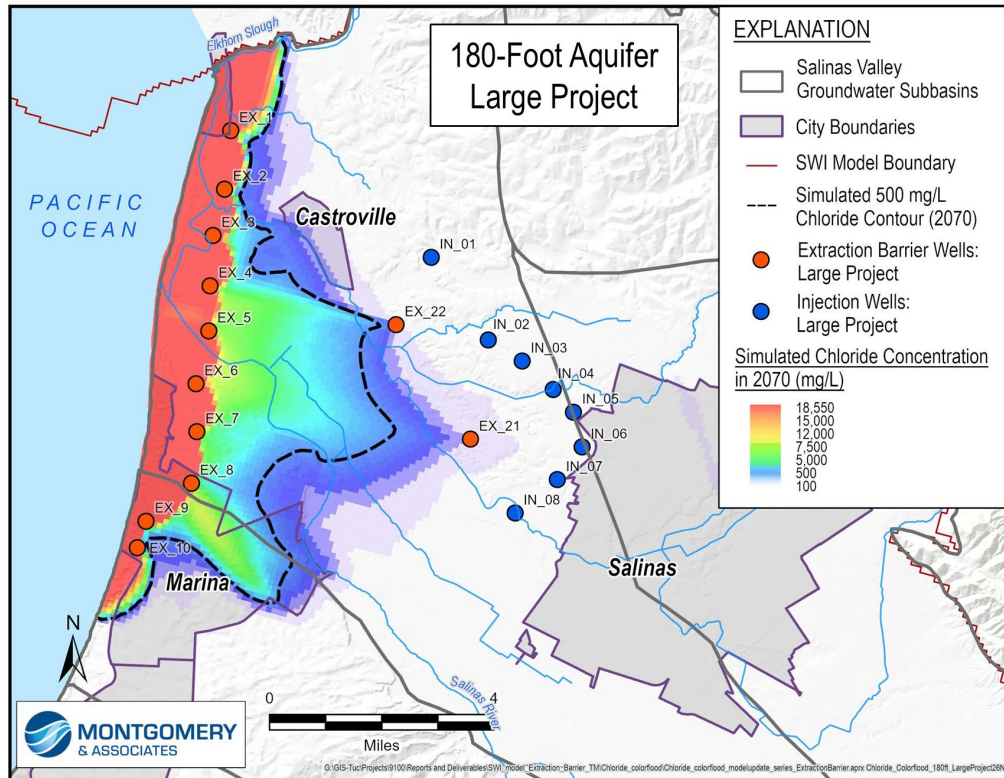 180-Foot Aquifer
Large Project
Elkhorn Slough
PACIFIC
OCEAN
EX_1
EX_2
EX_3
EX_4
EX_5
EX_6
EX_7
EX_8
EX_9
EX_10
Castroville
EX_22
EX_21
IN_01
IN_02
IN_03
IN_04
IN_05
IN_06
IN_07
IN_08
Marina
Salinas
Salinas
River
N
0
4
Miles
MONTGOMERY
& ASSOCIATES
EXPLANATION
Salinas Valley
Groundwater Subbasins
City Boundaries
SWI Model Boundary
Simulated 500 mg/L
Chloride Contour (2070)
Extraction Barrier Wells:
Large Project
Injection Wells:
Large Project
Simulated Chloride Concentration
in 2070 (mg/L)
18,550
15,000
12,000
7,500
5,000
500
100